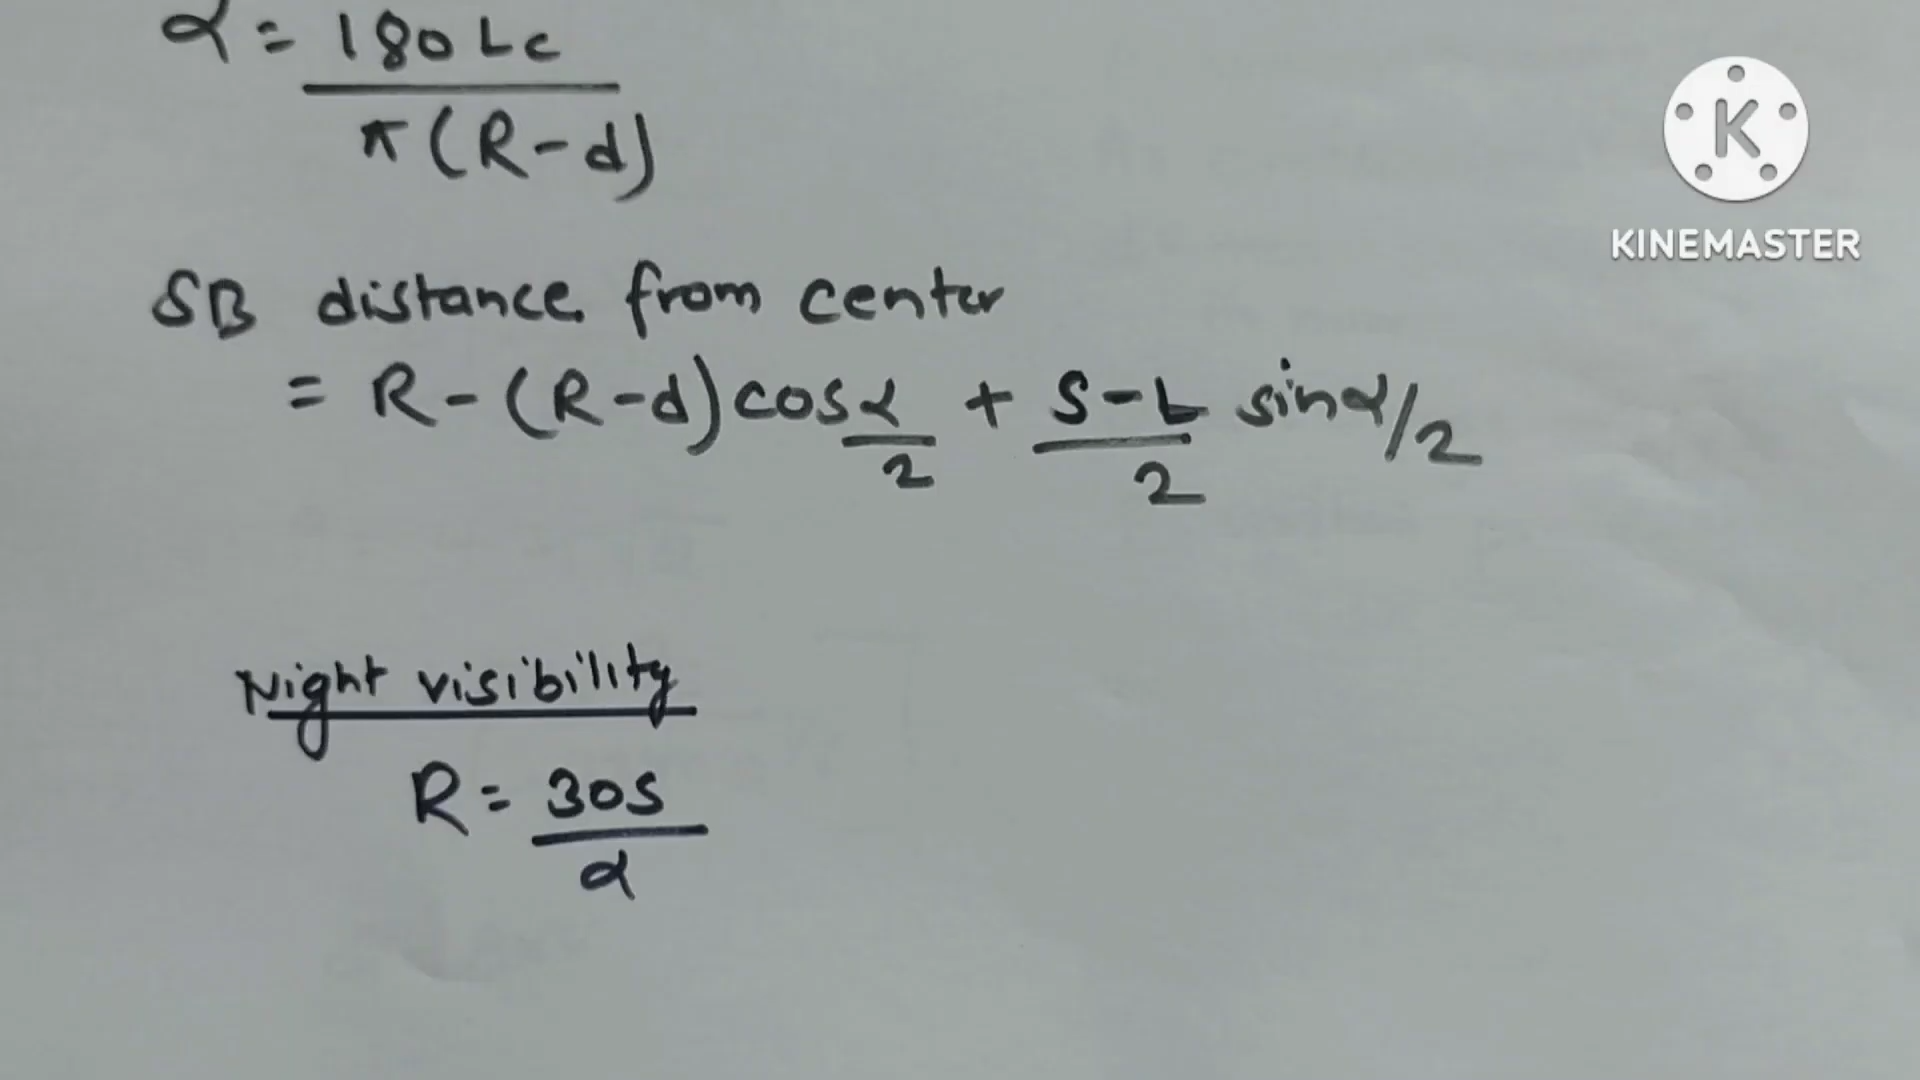 α = 180 Lc
π (R-d)
SB distance from center
= R - (R-d) cos α/2 + S-L/2 sin α/2
Night visibility
R = 30S
α
K
KINEMASTER